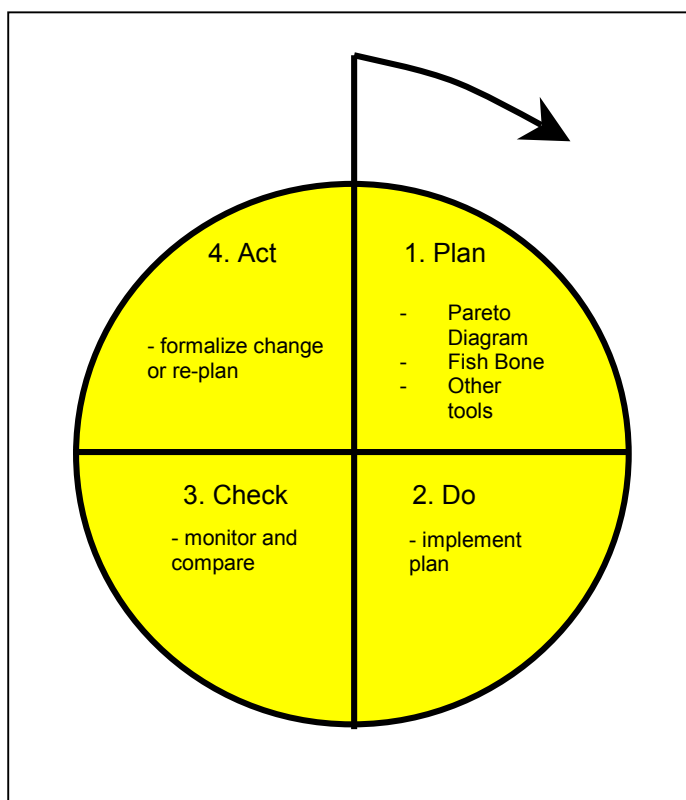 4. Act
- formalize change
or re-plan
1. Plan
- Pareto
Diagram
- Fish Bone
- Other
tools
3. Check
- monitor and
compare
2. Do
- implement
plan